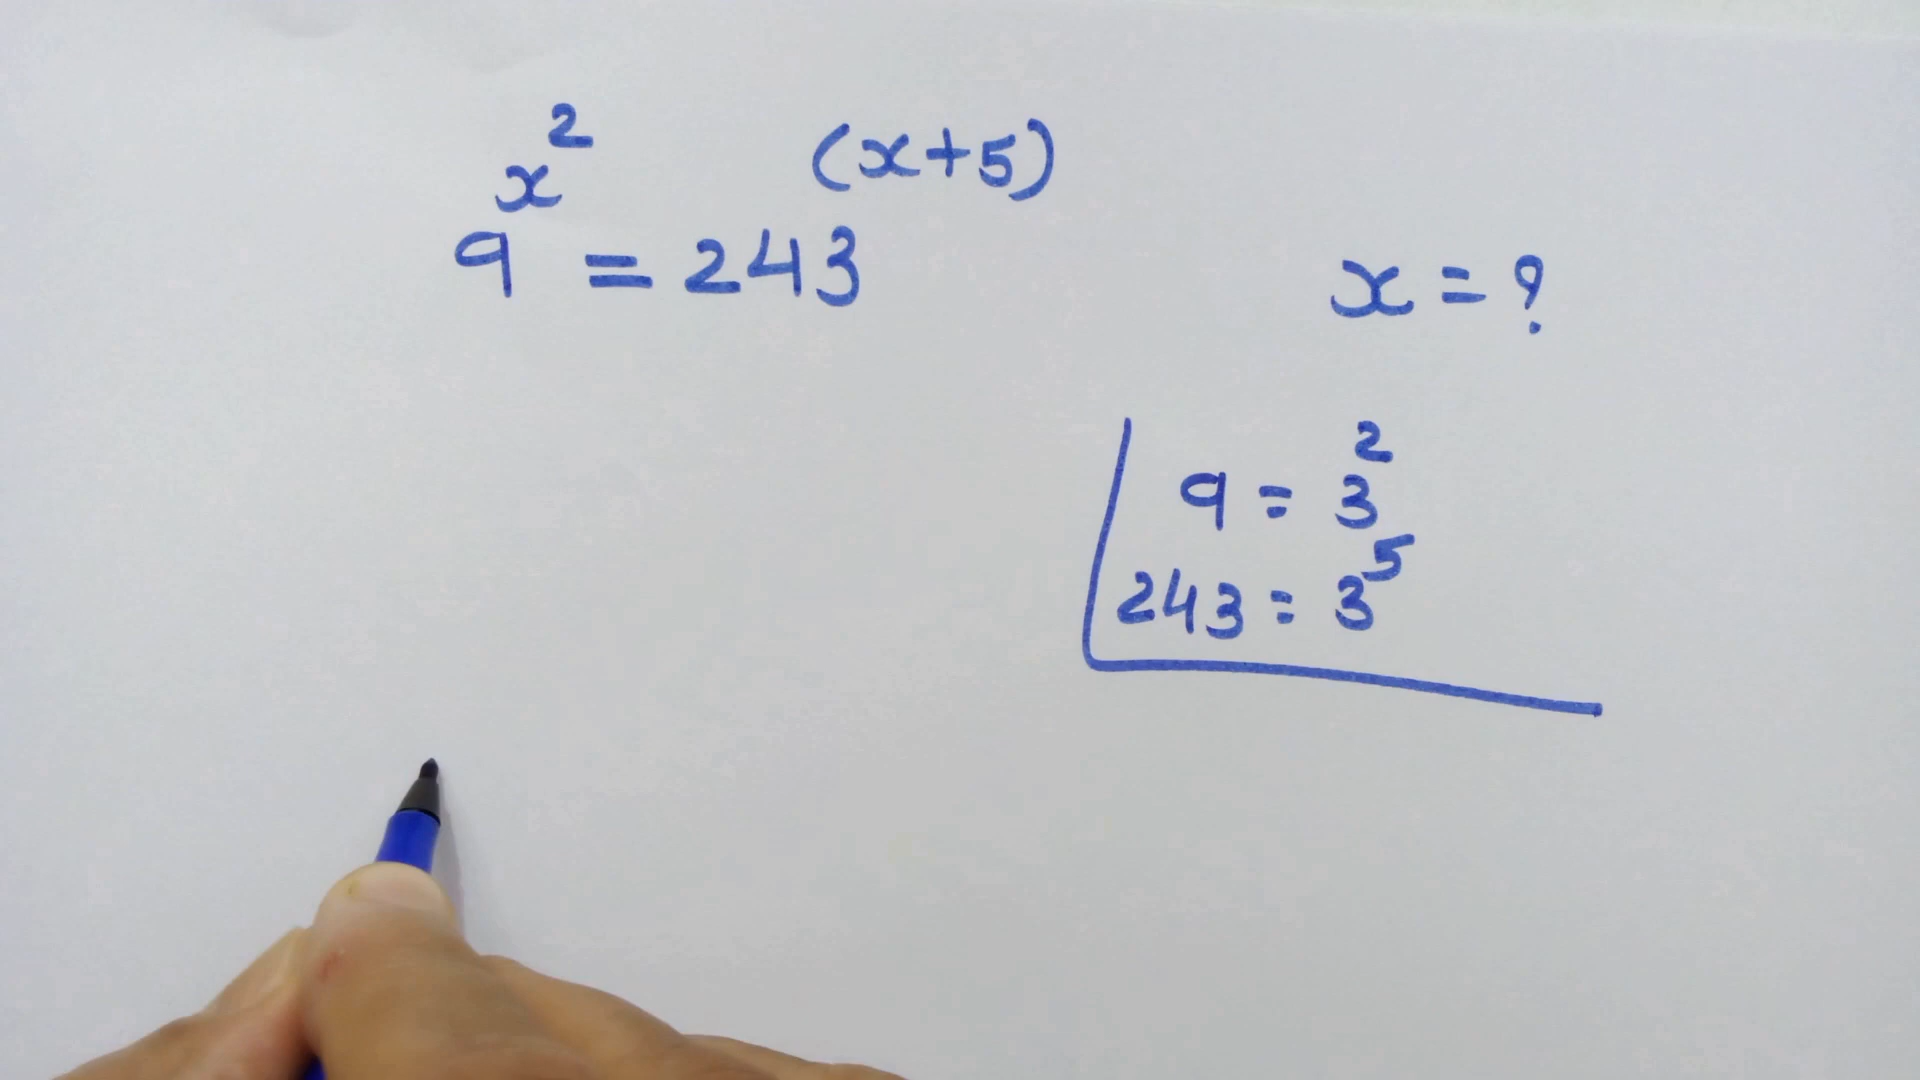 9^x^2 = 243^(x+5)
x = ?
9 = 3^2
243 = 3^5